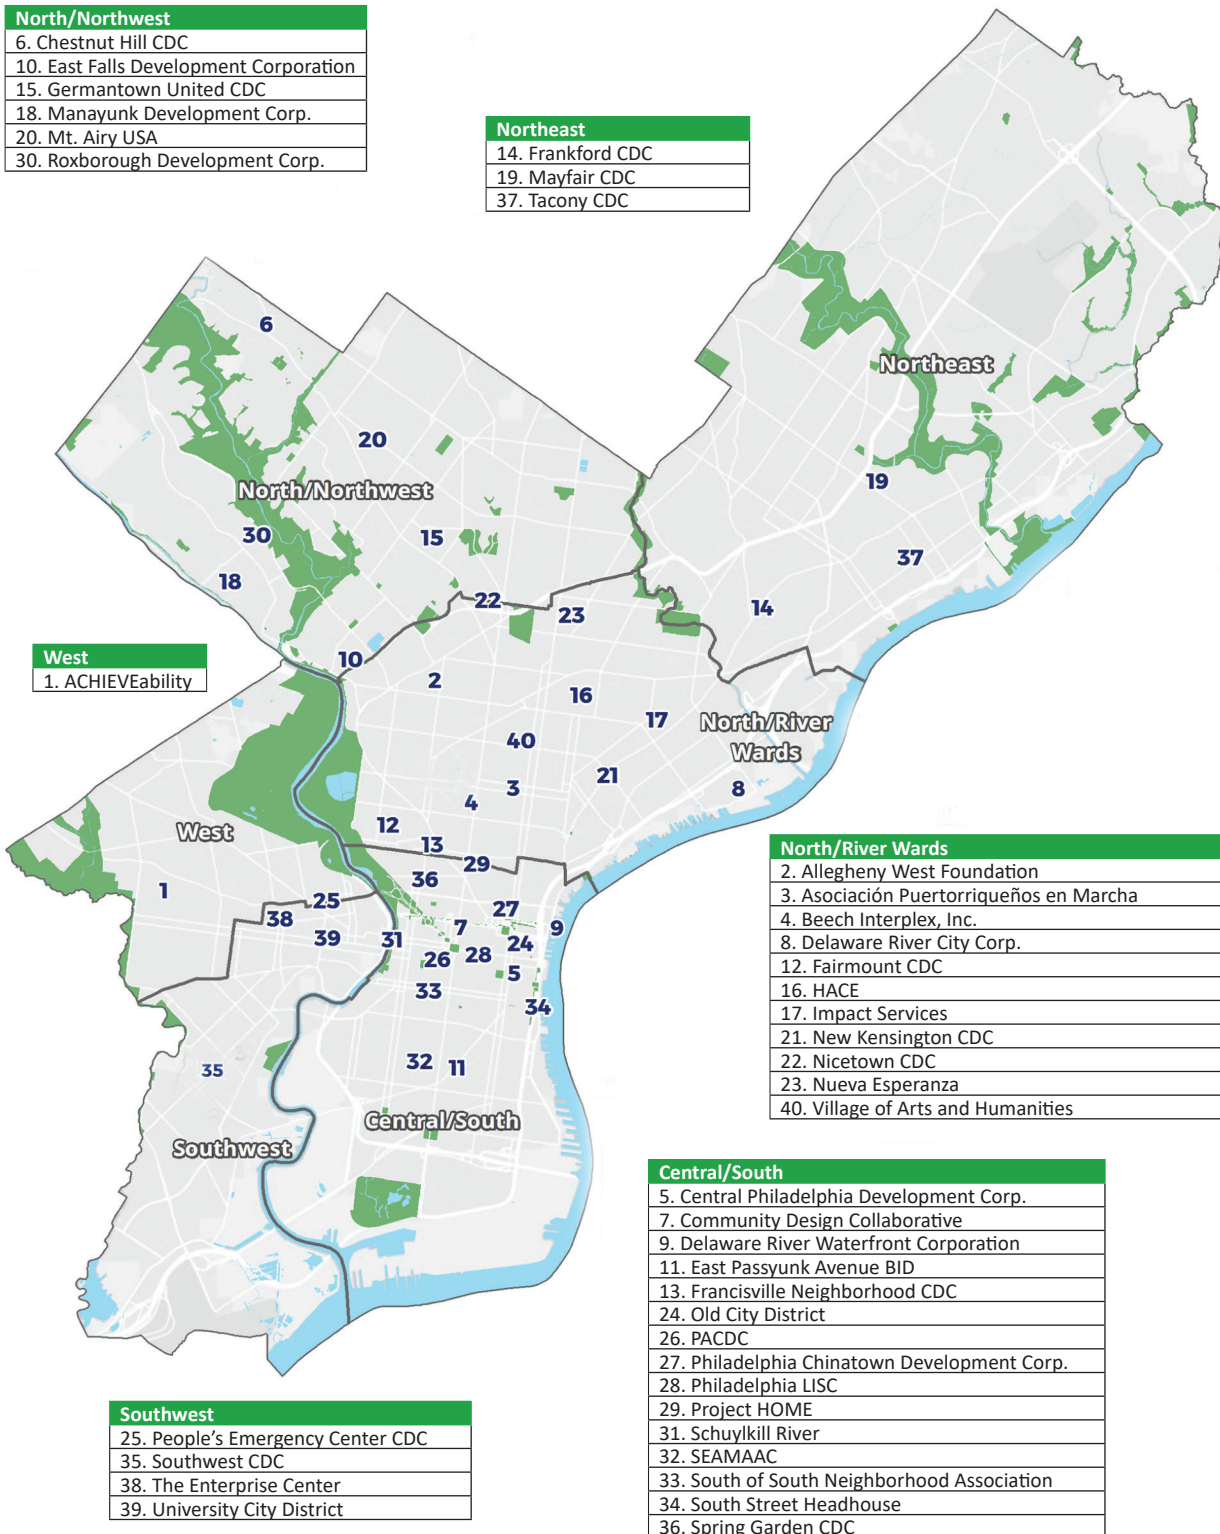 North/Northwest
6. Chestnut Hill CDC
10. East Falls Development Corporation
15. Germantown United CDC
18. Manayunk Development Corp.
20. Mt. Airy USA
30. Roxborough Development Corp.
Northeast
14. Frankford CDC
19. Mayfair CDC
37. Tacony CDC
6
Northeast
20
19
North/Northwest
30
15
37
18
22
23
14
West
1. ACHIEVEability
10
2
16
17
North/River
Wards
40
21
3
8
4
12
West
13
29
36
1
25
27
38
7
9
39
31
24
28
26
5
33
34
32
11
35
Central/South
Southwest
North/River Wards
2. Allegheny West Foundation
3. Asociación Puertorriqueños en Marcha
4. Beech Interplex, Inc.
8. Delaware River City Corp.
12. Fairmount CDC
16. HACE
17. Impact Services
21. New Kensington CDC
22. Nicetown CDC
23. Nueva Esperanza
40. Village of Arts and Humanities
Central/South
5. Central Philadelphia Development Corp.
7. Community Design Collaborative
9. Delaware River Waterfront Corporation
11. East Passyunk Avenue BID
13. Francisville Neighborhood CDC
24. Old City District
26. PACDC
27. Philadelphia Chinatown Development Corp.
28. Philadelphia LISC
29. Project HOME
31. Schuylkill River
32. SEAMAAC
33. South of South Neighborhood Association
34. South Street Headhouse
36. Spring Garden CDC
Southwest
25. People's Emergency Center CDC
35. Southwest CDC
38. The Enterprise Center
39. University City District